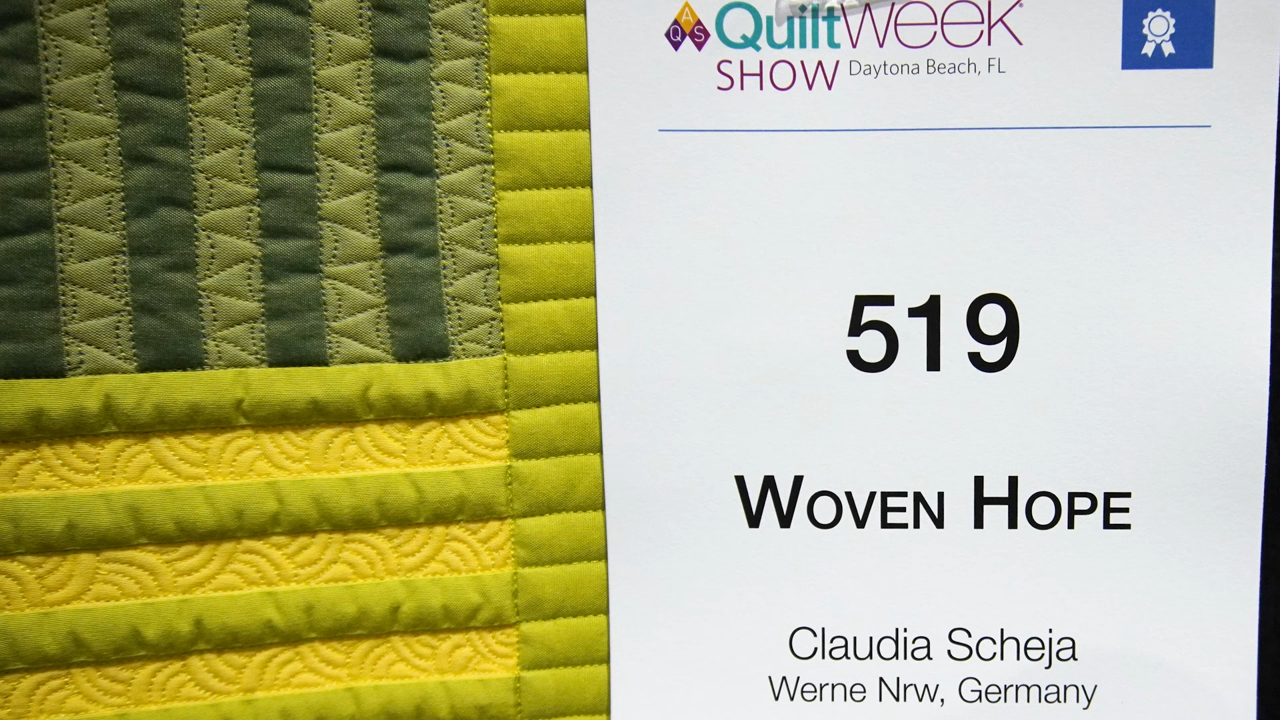 AQS QuiltWeek
SHOW Daytona Beach, FL
519
WOVEN HOPE
Claudia Scheja
Werne Nrw, Germany